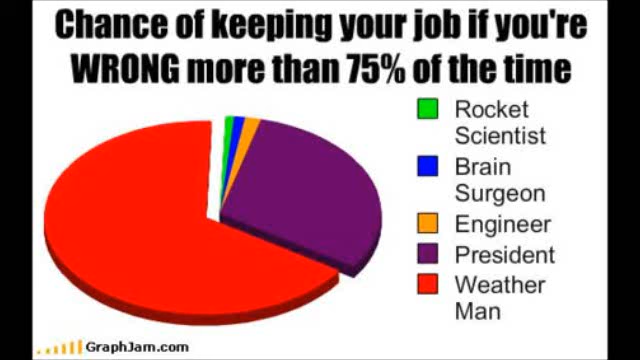 Chance of keeping your job if you're
WRONG more than 75% of the time
Rocket
Scientist
Brain
Surgeon
Engineer
President
Weather
Man
GraphJam.com